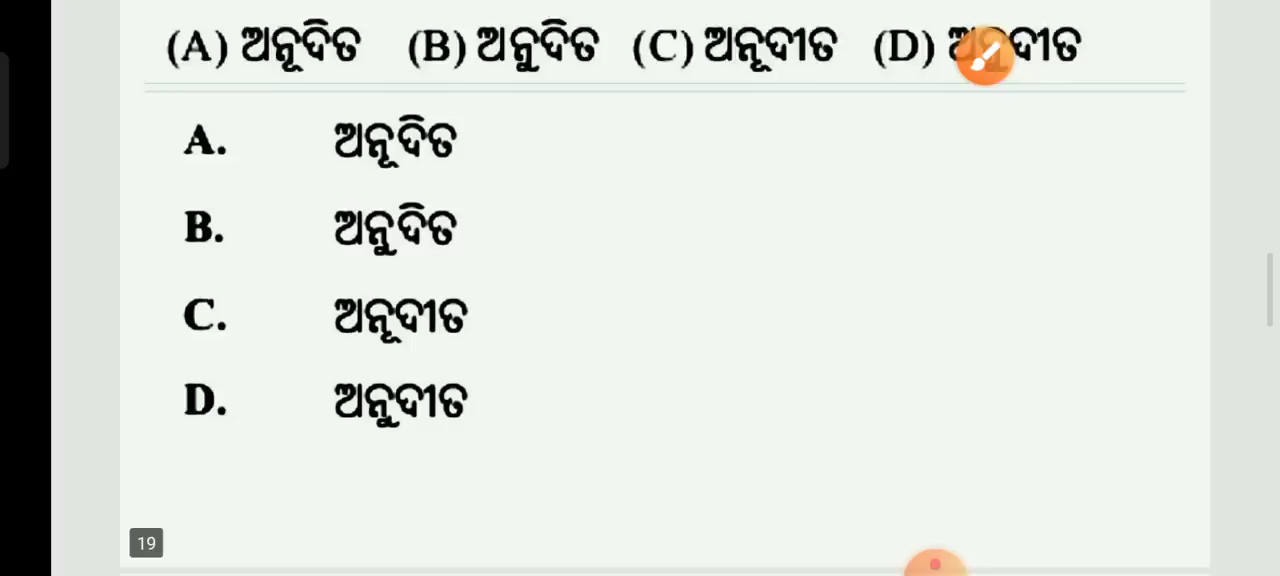 (A) ଅନୂଦିତ (B) ଅନୁଦିତ (C) ଅନୂଦୀତ (D)
A. ଅନୂଦିତ
B. ଅନୁଦିତ
C. ଅନୂଦୀତ
D. ଅନୁଦୀତ
19